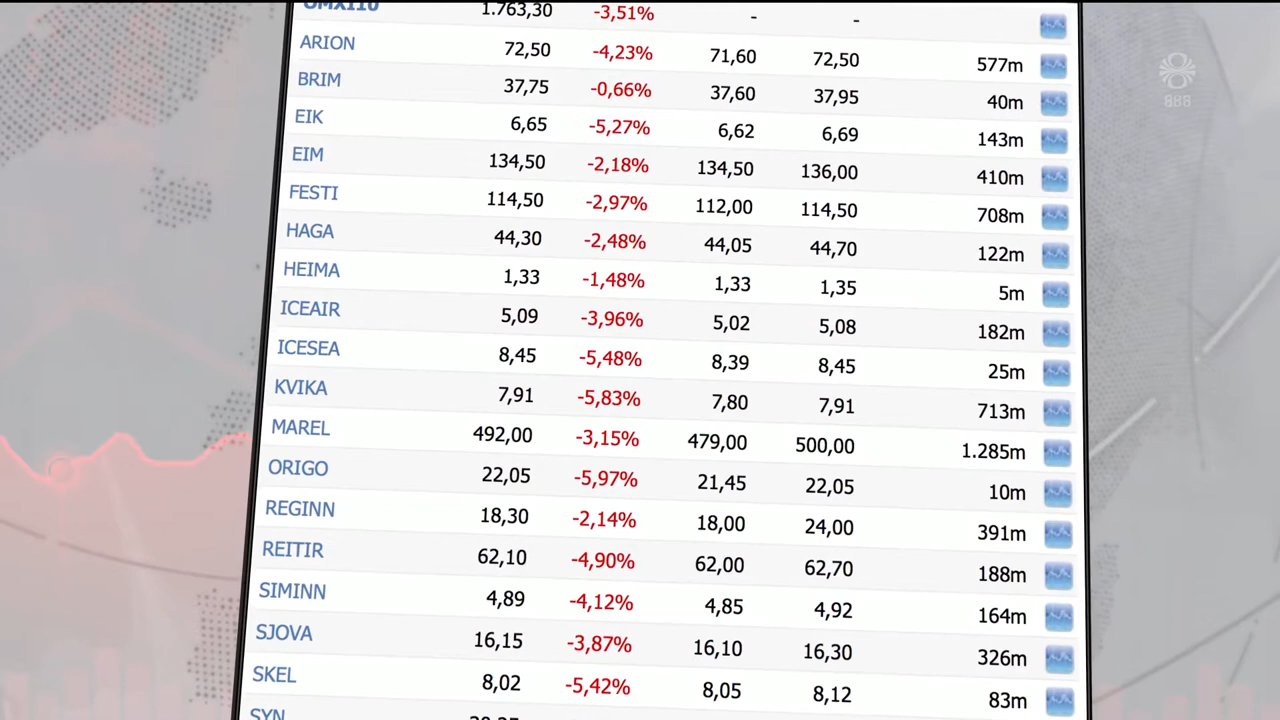 OMXI10 1.763,30 -3,51% - -
ARION 72,50 -4,23% 71,60 72,50 577m
BRIM 37,75 -0,66% 37,60 37,95 40m
EIK 6,65 -5,27% 6,62 6,69 143m
EIM 134,50 -2,18% 134,50 136,00 410m
FESTI 114,50 -2,97% 112,00 114,50 708m
HAGA 44,30 -2,48% 44,05 44,70 122m
HEIMA 1,33 -1,48% 1,33 1,35 5m
ICEAIR 5,09 -3,96% 5,02 5,08 182m
ICESEA 8,45 -5,48% 8,39 8,45 25m
KVIKA 7,91 -5,83% 7,80 7,91 713m
MAREL 492,00 -3,15% 479,00 500,00 1.285m
ORIGO 22,05 -5,97% 21,45 22,05 10m
REGINN 18,30 -2,14% 18,00 24,00 391m
REITIR 62,10 -4,90% 62,00 62,70 188m
SIMINN 4,89 -4,12% 4,85 4,92 164m
SJOVA 16,15 -3,87% 16,10 16,30 326m
SKEL 8,02 -5,42% 8,05 8,12 83m
SYN